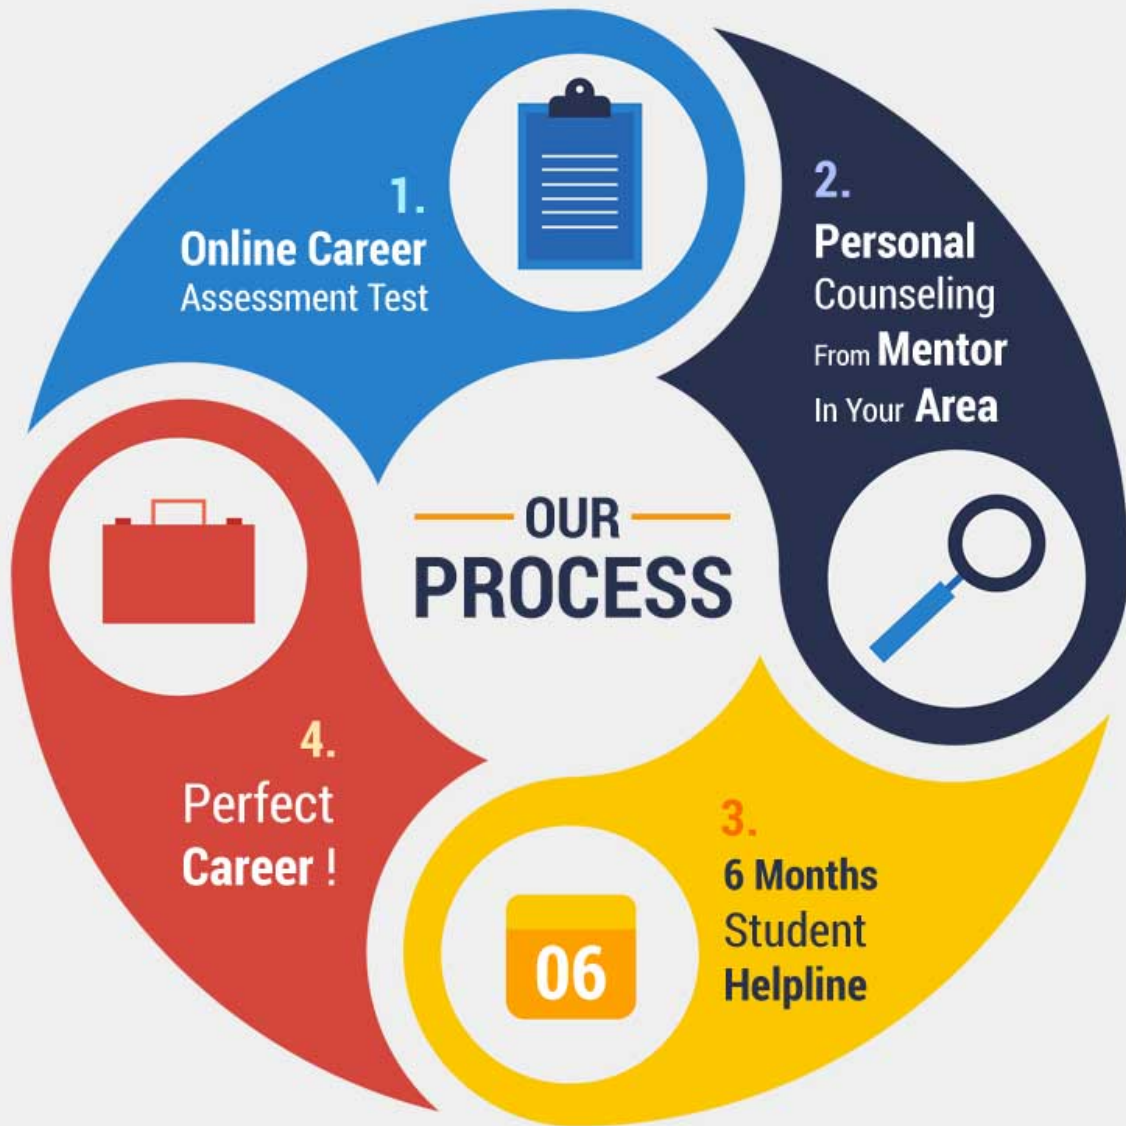 OUR
PROCESS
1.
Online Career
Assessment Test
2.
Personal
Counseling
From Mentor
In Your Area
3.
6 Months
Student
Helpline
06
4.
Perfect
Career !